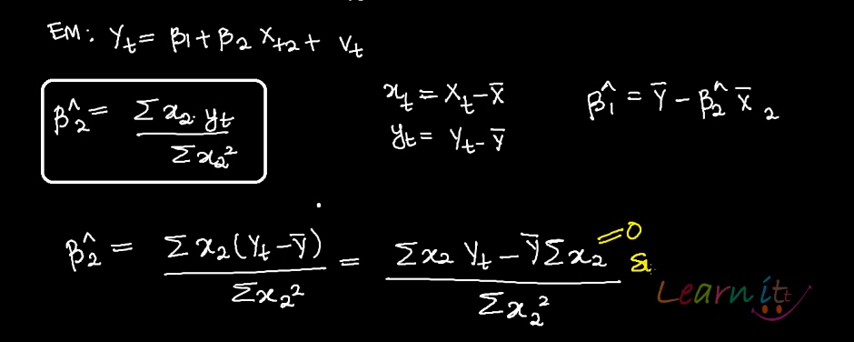 EM: Yₜ = β₁ + β₂ Xₜ₂ + Vₜ
β̂₂ = Σx₂ yₜ / Σx₂²
xₜ = Xₜ - X̄
yₜ = Yₜ - Ȳ
β̂₁ = Ȳ - β̂₂ X̄₂
β̂₂ = Σx₂(Yₜ - Ȳ) / Σx₂² = Σx₂ Yₜ - Ȳ Σx₂ / Σx₂²
= 0
Learn itt